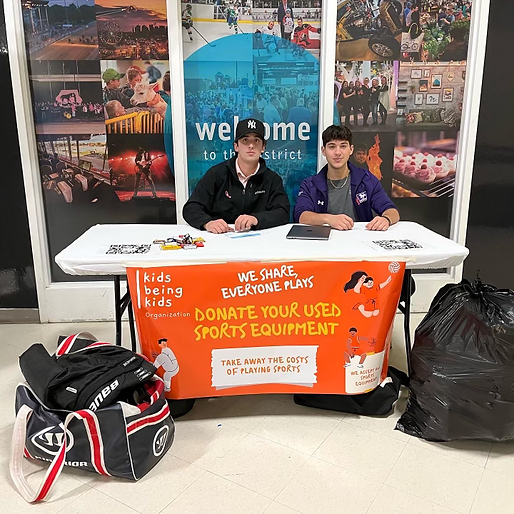 welcome
to the district
kids
being
kids
Organization
WE SHARE,
EVERYONE PLAYS
DONATE YOUR USED
SPORTS EQUIPMENT
TAKE AWAY THE COSTS
OF PLAYING SPORTS
WE ACCEPT ALL
SPORTS
EQUIPMENT
BAUER
WARRIOR